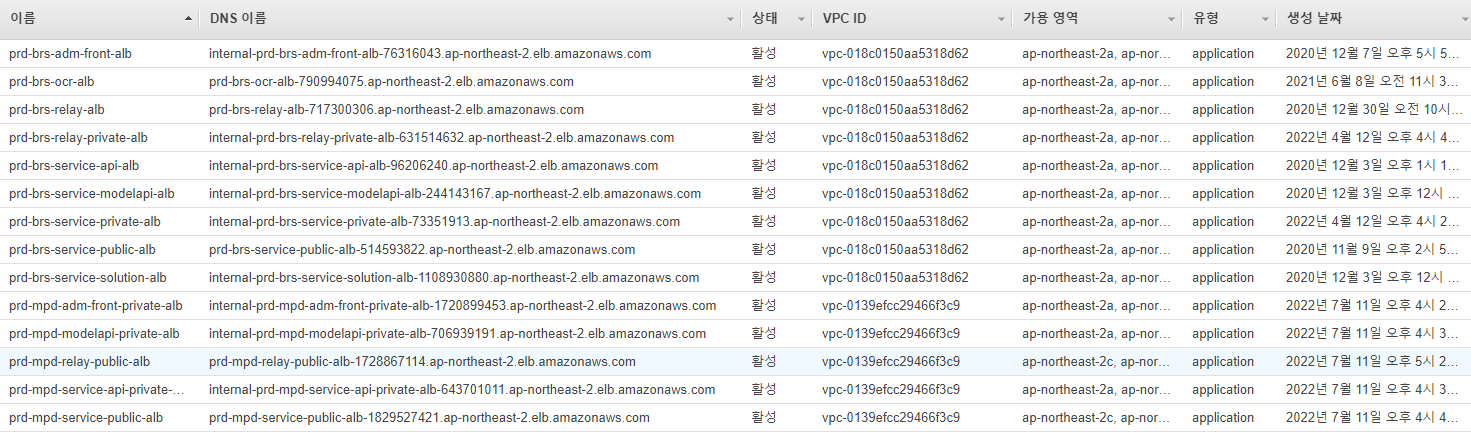 이름 DNS 이름 상태 VPC ID 가용 영역 유형 생성 날짜
prd-brs-adm-front-alb internal-prd-brs-adm-front-alb-76316043.ap-northeast-2.elb.amazonaws.com 활성 vpc-018c0150aa5318d62 ap-northeast-2a, ap-nor... application 2020년 12월 7일 오후 5시 5...
prd-brs-ocr-alb prd-brs-ocr-alb-790994075.ap-northeast-2.elb.amazonaws.com 활성 vpc-018c0150aa5318d62 ap-northeast-2a, ap-nor... application 2021년 6월 8일 오전 11시 3...
prd-brs-relay-alb prd-brs-relay-alb-717300306.ap-northeast-2.elb.amazonaws.com 활성 vpc-018c0150aa5318d62 ap-northeast-2a, ap-nor... application 2020년 12월 30일 오전 10시...
prd-brs-relay-private-alb internal-prd-brs-relay-private-alb-631514632.ap-northeast-2.elb.amazonaws.com 활성 vpc-018c0150aa5318d62 ap-northeast-2a, ap-nor... application 2022년 4월 12일 오후 4시 4...
prd-brs-service-api-alb internal-prd-brs-service-api-alb-96206240.ap-northeast-2.elb.amazonaws.com 활성 vpc-018c0150aa5318d62 ap-northeast-2a, ap-nor... application 2020년 12월 3일 오후 1시 1...
prd-brs-service-modelapi-alb internal-prd-brs-service-modelapi-alb-244143167.ap-northeast-2.elb.amazonaws.com 활성 vpc-018c0150aa5318d62 ap-northeast-2a, ap-nor... application 2020년 12월 3일 오후 12시 ...
prd-brs-service-private-alb internal-prd-brs-service-private-alb-73351913.ap-northeast-2.elb.amazonaws.com 활성 vpc-018c0150aa5318d62 ap-northeast-2a, ap-nor... application 2022년 4월 12일 오후 4시 2...
prd-brs-service-public-alb prd-brs-service-public-alb-514593822.ap-northeast-2.elb.amazonaws.com 활성 vpc-018c0150aa5318d62 ap-northeast-2a, ap-nor... application 2020년 11월 9일 오후 2시 5...
prd-brs-service-solution-alb internal-prd-brs-service-solution-alb-1108930880.ap-northeast-2.elb.amazonaws.com 활성 vpc-018c0150aa5318d62 ap-northeast-2a, ap-nor... application 2020년 12월 3일 오후 12시 ...
prd-mpd-adm-front-private-alb internal-prd-mpd-adm-front-private-alb-1720899453.ap-northeast-2.elb.amazonaws.com 활성 vpc-0139efcc29466f3c9 ap-northeast-2a, ap-nor... application 2022년 7월 11일 오후 4시 2...
prd-mpd-modelapi-private-alb internal-prd-mpd-modelapi-private-alb-706939191.ap-northeast-2.elb.amazonaws.com 활성 vpc-0139efcc29466f3c9 ap-northeast-2a, ap-nor... application 2022년 7월 11일 오후 4시 3...
prd-mpd-relay-public-alb prd-mpd-relay-public-alb-1728867114.ap-northeast-2.elb.amazonaws.com 활성 vpc-0139efcc29466f3c9 ap-northeast-2c, ap-nor... application 2022년 7월 11일 오후 5시 2...
prd-mpd-service-api-private-... internal-prd-mpd-service-api-private-alb-643701011.ap-northeast-2.elb.amazonaws.com 활성 vpc-0139efcc29466f3c9 ap-northeast-2a, ap-nor... application 2022년 7월 11일 오후 4시 3...
prd-mpd-service-public-alb prd-mpd-service-public-alb-1829527421.ap-northeast-2.elb.amazonaws.com 활성 vpc-0139efcc29466f3c9 ap-northeast-2c, ap-nor... application 2022년 7월 11일 오후 4시 4...